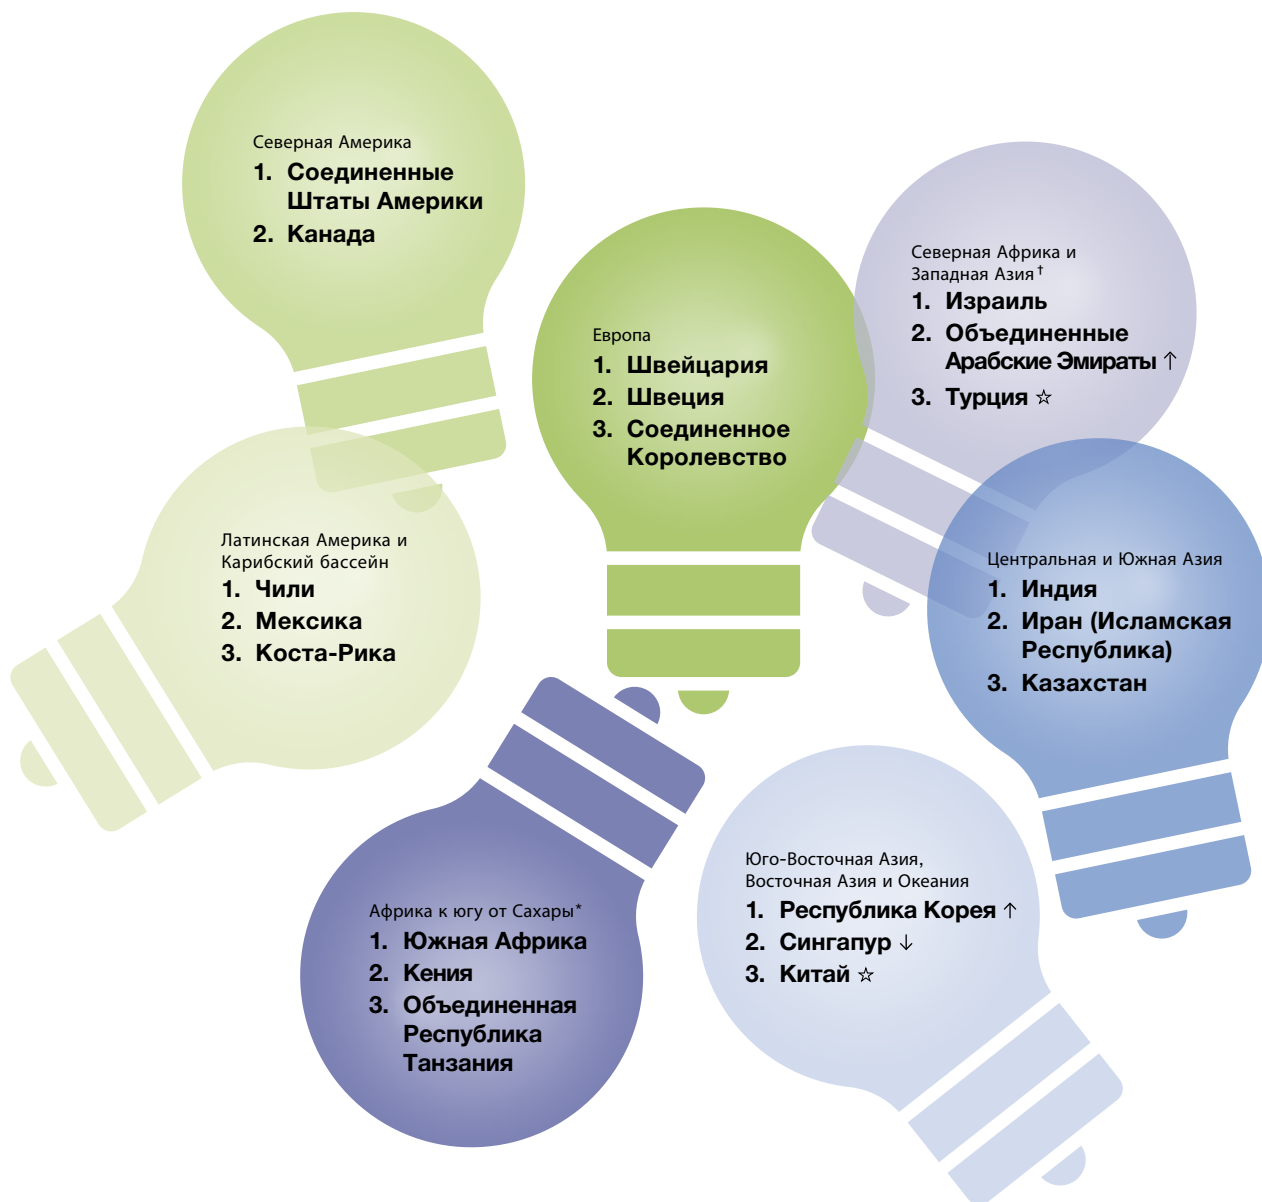 Северная Америка
1. Соединенные
Штаты Америки
2. Канада
Европа
1. Швейцария
2. Швеция
3. Соединенное
Королевство
Северная Африка и
Западная Азия†
1. Израиль
2. Объединенные
Арабские Эмираты ↑
3. Турция ☆
Латинская Америка и
Карибский бассейн
1. Чили
2. Мексика
3. Коста-Рика
Центральная и Южная Азия
1. Индия
2. Иран (Исламская
Республика)
3. Казахстан
Африка к югу от Сахары*
1. Южная Африка
2. Кения
3. Объединенная
Республика
Танзания
Юго-Восточная Азия,
Восточная Азия и Океания
1. Республика Корея ↑
2. Сингапур ↓
3. Китай ☆